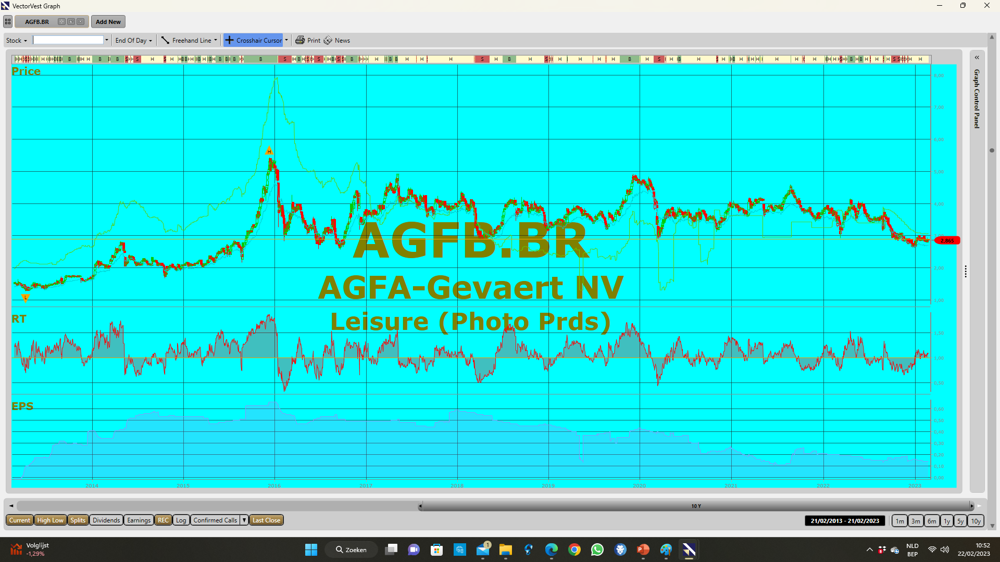 VectorVest Graph
AGFB.BR Add New
Stock End Of Day Freehand Line Crosshair Cursor Print News
Price
8,00
7,00
6,00
5,00
4,00
3,00
2,865
2,00
1,00
H
L
AGFB.BR
AGFA-Gevaert NV
Leisure (Photo Prds)
RT
1,50
1,00
0,50
EPS
0,60
0,50
0,40
0,30
0,20
0,10
0,00
2014 2015 2016 2017 2018 2019 2020 2021 2022 2023
Graph Control Panel
10 Y
Current High Low Splits Dividends Earnings REC Log Confirmed Calls Last Close 21/02/2013 - 21/02/2023 1m 3m 6m 1y 5y 10y
Volglijst
-1,29%
Zoeken
1
NLD
BEP
10:52
22/02/2023